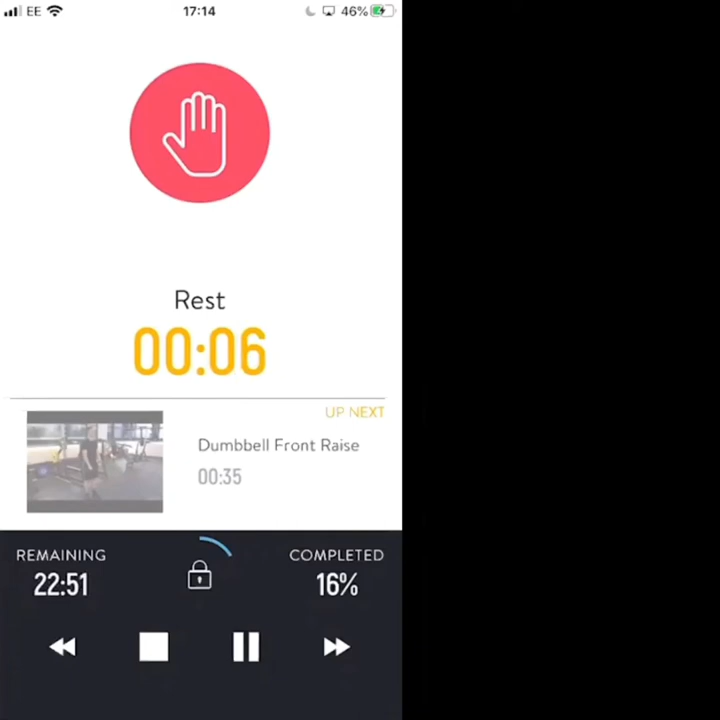 EE 17:14 46%
Rest
00:06
UP NEXT
Dumbbell Front Raise
00:35
REMAINING COMPLETED
22:51 16%